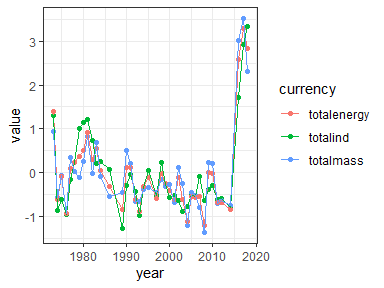 3
2
1
0
-1
value
1980
1990
2000
2010
2020
year
currency
totalenergy
totalind
totalmass